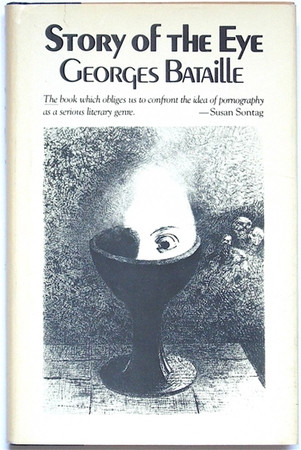 STORY OF THE EYE
GEORGES BATAILLE
The book which obliges us to confront the idea of pornography
as a serious literary genre. —Susan Sontag